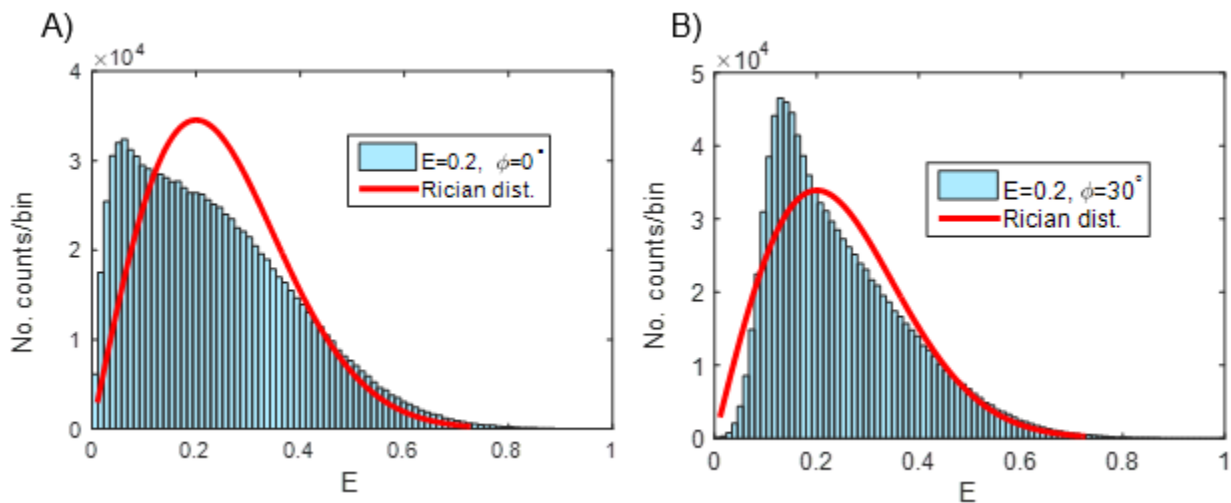 A)
×10⁴
4
3
2
1
0
No. counts/bin
E=0.2, ϕ=0°
Rician dist.
0
0.2
0.4
0.6
0.8
1
E
B)
×10⁴
5
4
3
2
1
0
No. counts/bin
E=0.2, ϕ=30°
Rician dist.
0
0.2
0.4
0.6
0.8
1
E